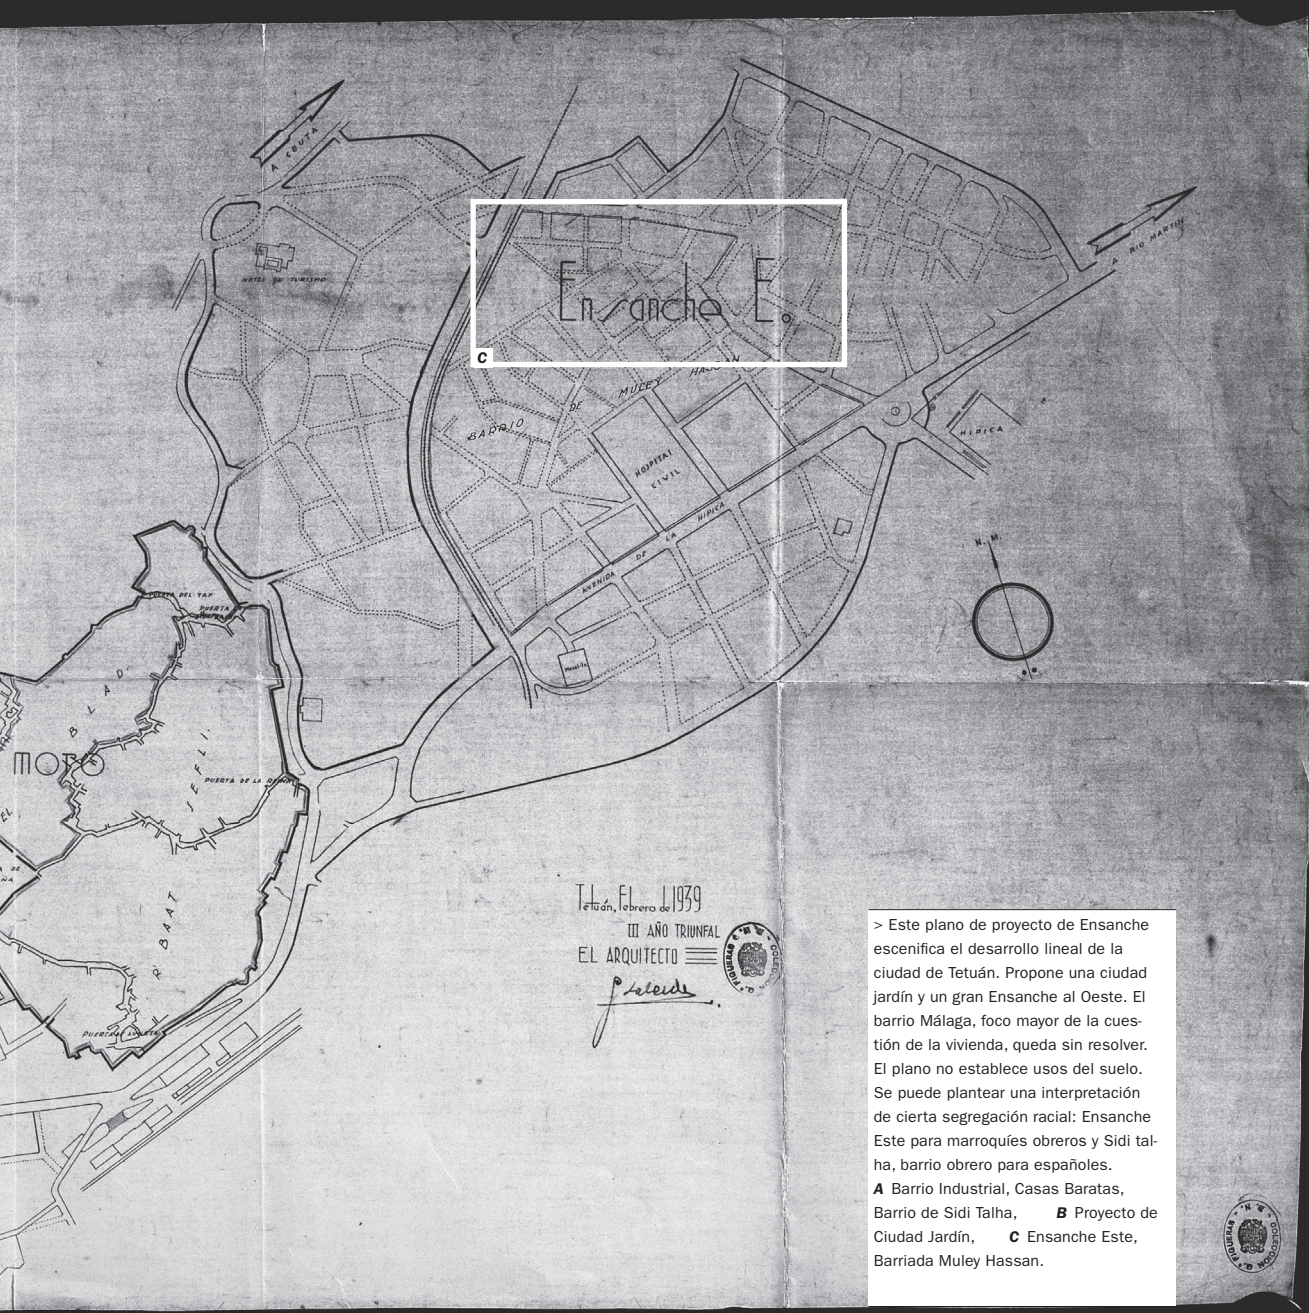 A CEUTA
A RIO MARTIN
HOTEL DE TURISMO
Ensanche E.
C
BARRIO DE MULEY HASSAN
HIPICA
HOSPITAL
CIVIL
AVENIDA DE LA HIPICA
N. M.
PUERTA
BLAD
MORO
JEFLI.
PUERTA DE LA REINA
EL
R'BAAT
PUERTA LUNETA
Tetuán, Febrero de 1939
III AÑO TRIUNFAL
EL ARQUITECTO
> Este plano de proyecto de Ensanche
escenifica el desarrollo lineal de la
ciudad de Tetuán. Propone una ciudad
jardín y un gran Ensanche al Oeste. El
barrio Málaga, foco mayor de la cues-
tión de la vivienda, queda sin resolver.
El plano no establece usos del suelo.
Se puede plantear una interpretación
de cierta segregación racial: Ensanche
Este para marroquíes obreros y Sidi tal-
ha, barrio obrero para españoles.
A Barrio Industrial, Casas Baratas,
Barrio de Sidi Talha, B Proyecto de
Ciudad Jardín, C Ensanche Este,
Barriada Muley Hassan.
COLECCION G.ª FIGUERAS B. N.